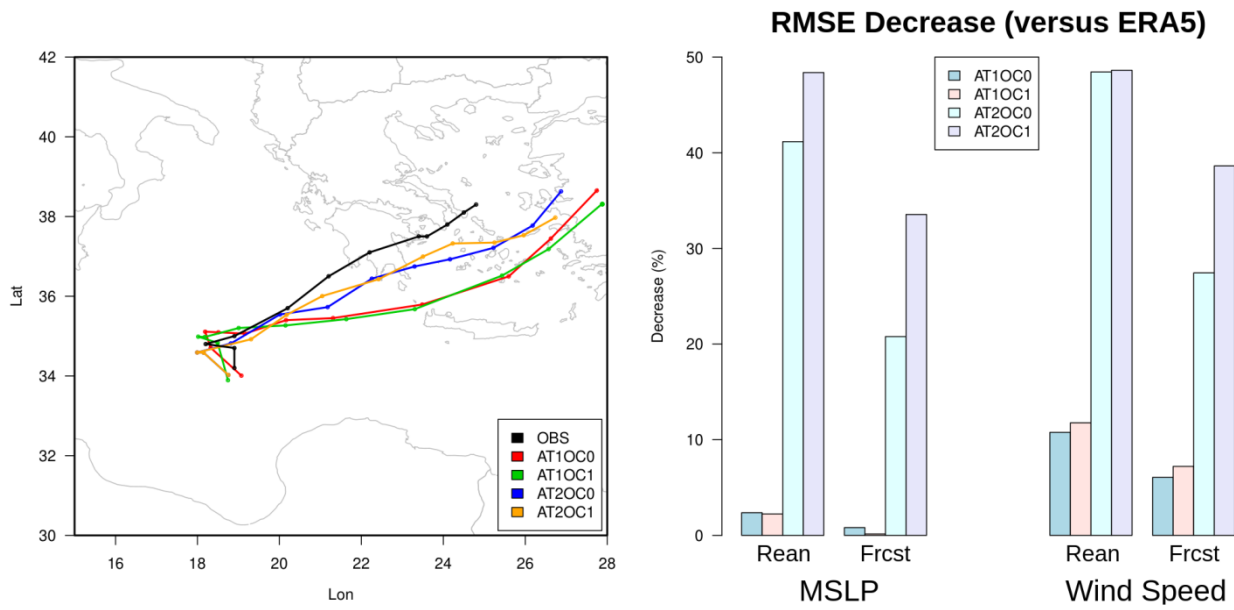 42
40
38
36
34
32
30
Lat
OBS
AT1OC0
AT1OC1
AT2OC0
AT2OC1
16
18
20
22
24
26
28
Lon
RMSE Decrease (versus ERA5)
50
40
30
20
10
0
Decrease (%)
AT1OC0
AT1OC1
AT2OC0
AT2OC1
Rean
Frcst
Rean
Frcst
MSLP
Wind Speed